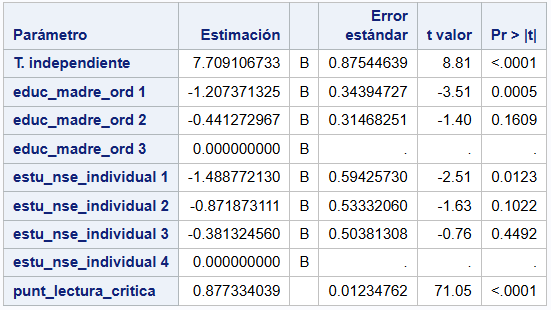 Parámetro Estimación Error estándar t valor Pr > |t|
T. independiente 7.709106733 B 0.87544639 8.81 <.0001
educ_madre_ord 1 -1.207371325 B 0.34394727 -3.51 0.0005
educ_madre_ord 2 -0.441272967 B 0.31468251 -1.40 0.1609
educ_madre_ord 3 0.000000000 B . . .
estu_nse_individual 1 -1.488772130 B 0.59425730 -2.51 0.0123
estu_nse_individual 2 -0.871873111 B 0.53332060 -1.63 0.1022
estu_nse_individual 3 -0.381324560 B 0.50381308 -0.76 0.4492
estu_nse_individual 4 0.000000000 B . . .
punt_lectura_critica 0.877334039 0.01234762 71.05 <.0001